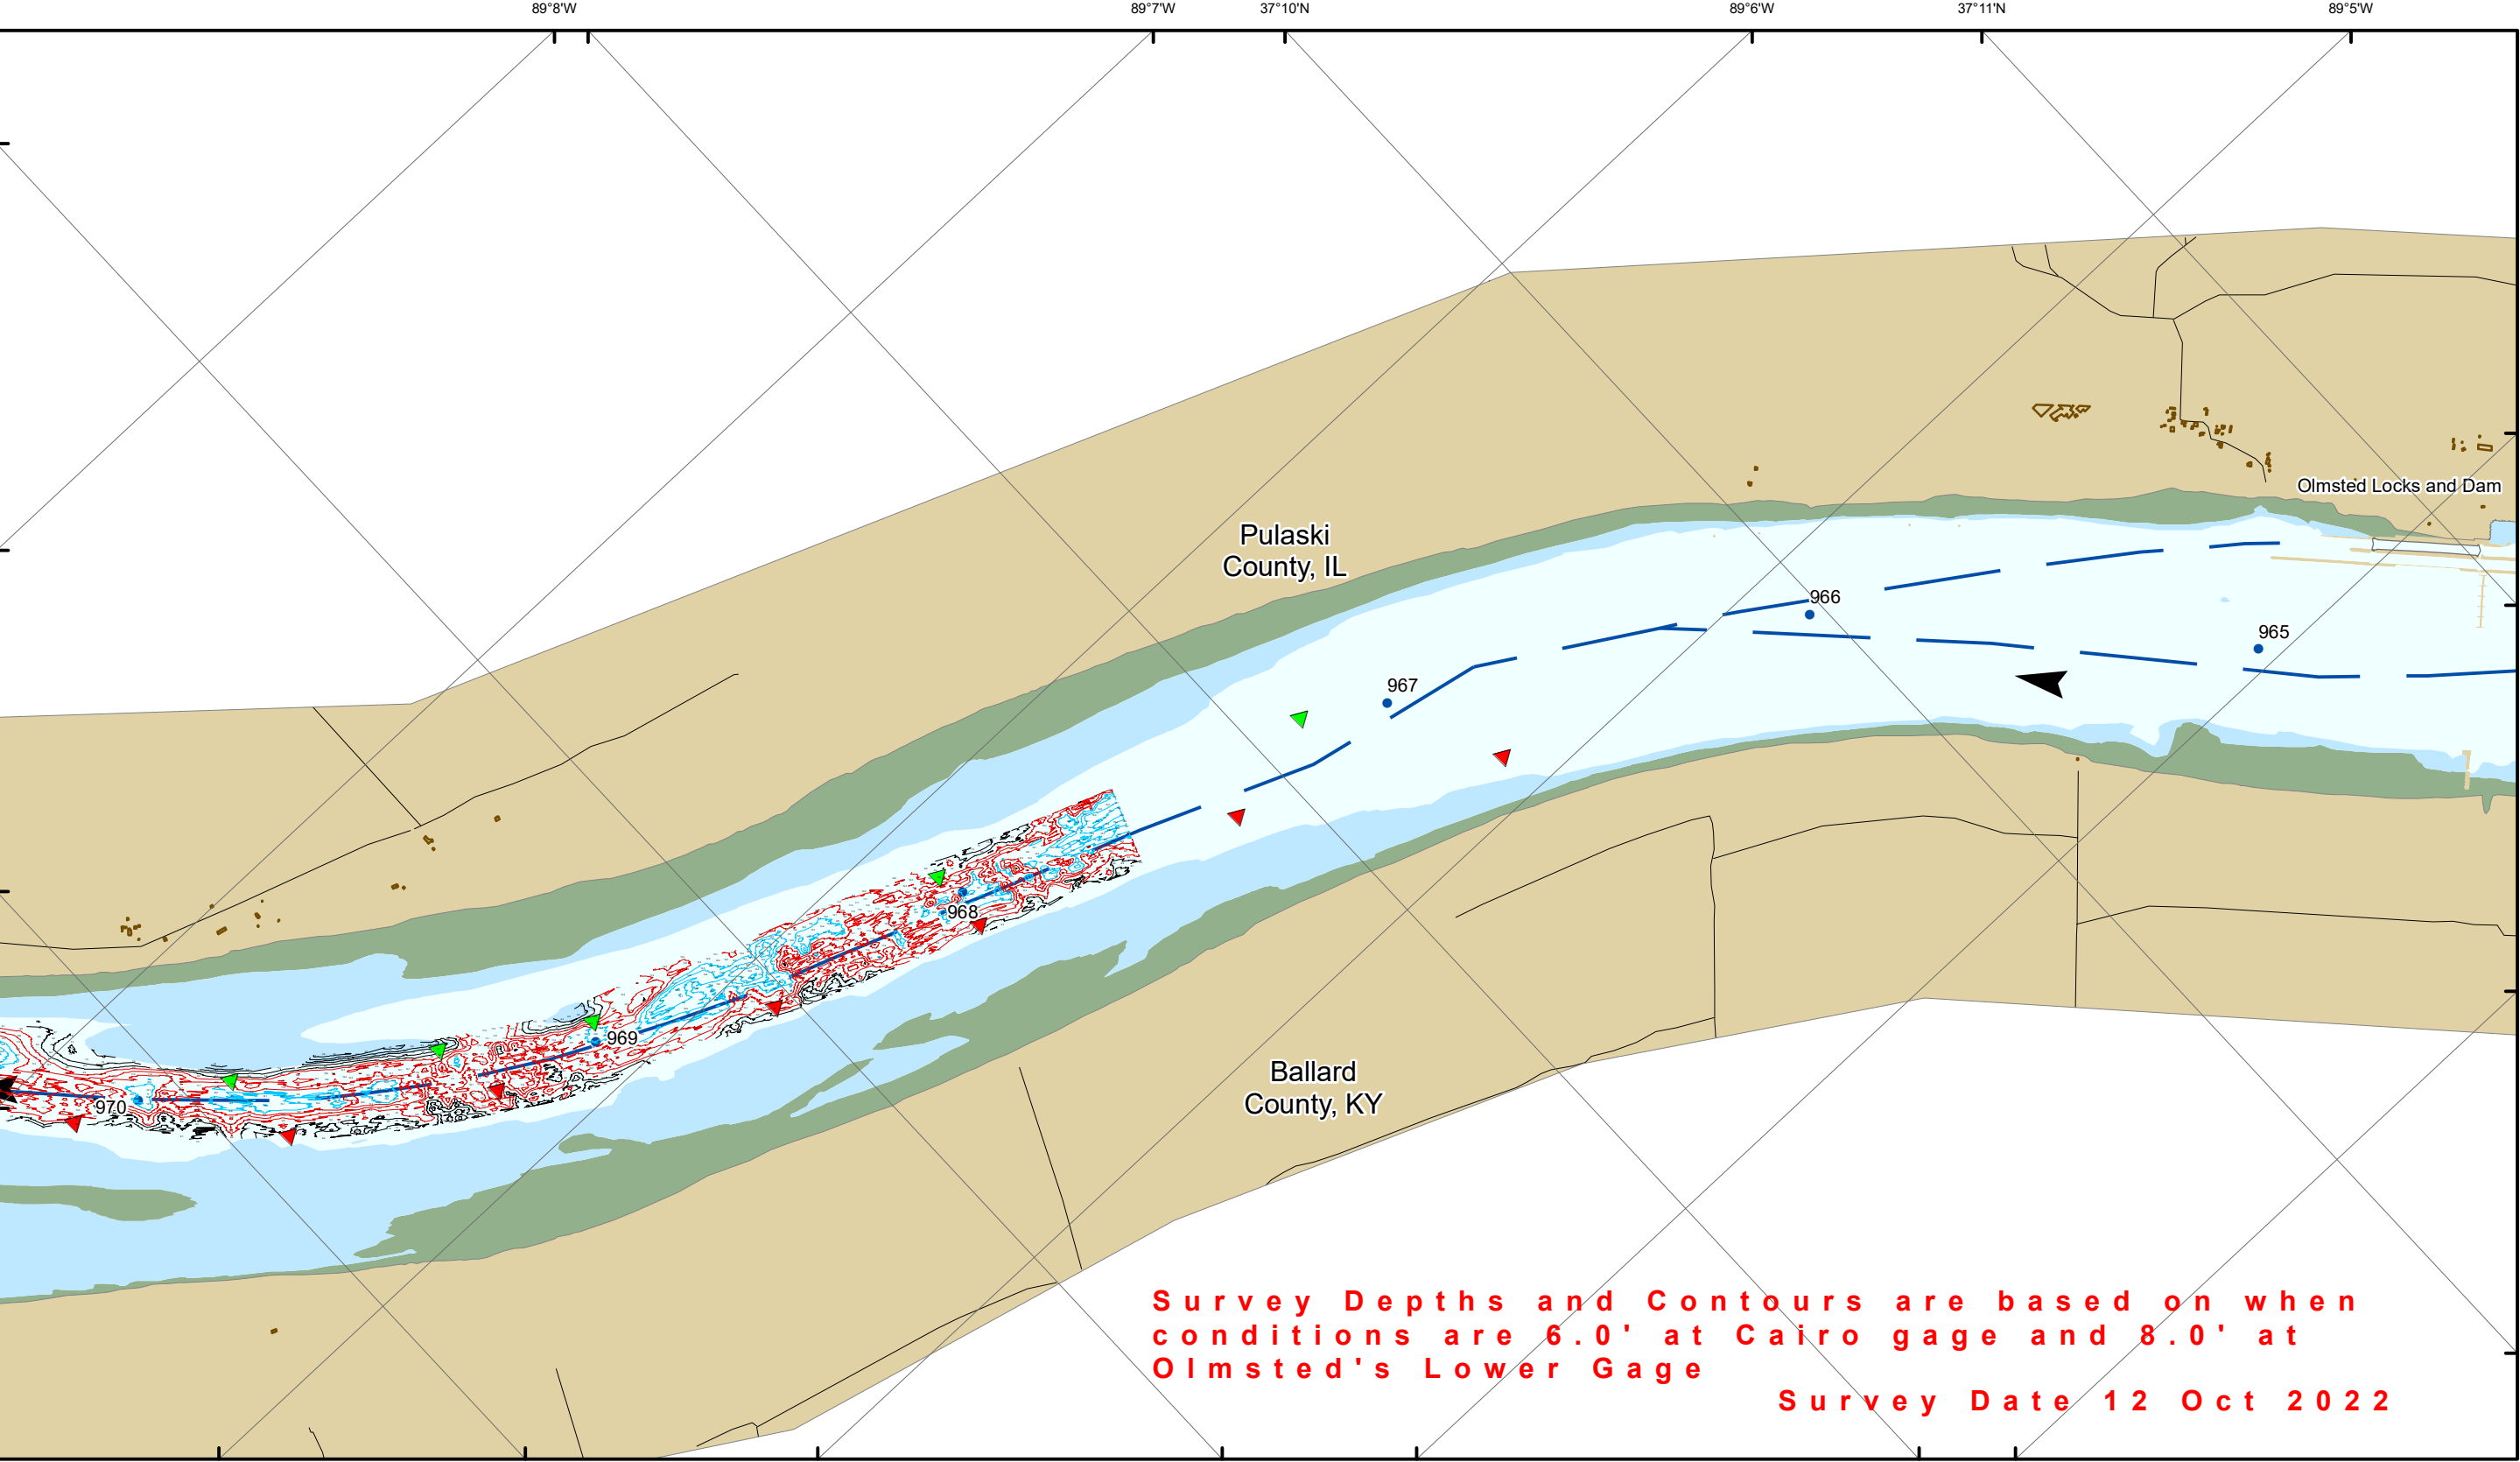 89°8'W
89°7'W
37°10'N
89°6'W
37°11'N
89°5'W
Olmsted Locks and Dam
Pulaski
County, IL
966
965
967
968
969
970
Ballard
County, KY
Survey Depths and Contours are based on when
conditions are 6.0' at Cairo gage and 8.0' at
Olmsted's Lower Gage
Survey Date 12 Oct 2022